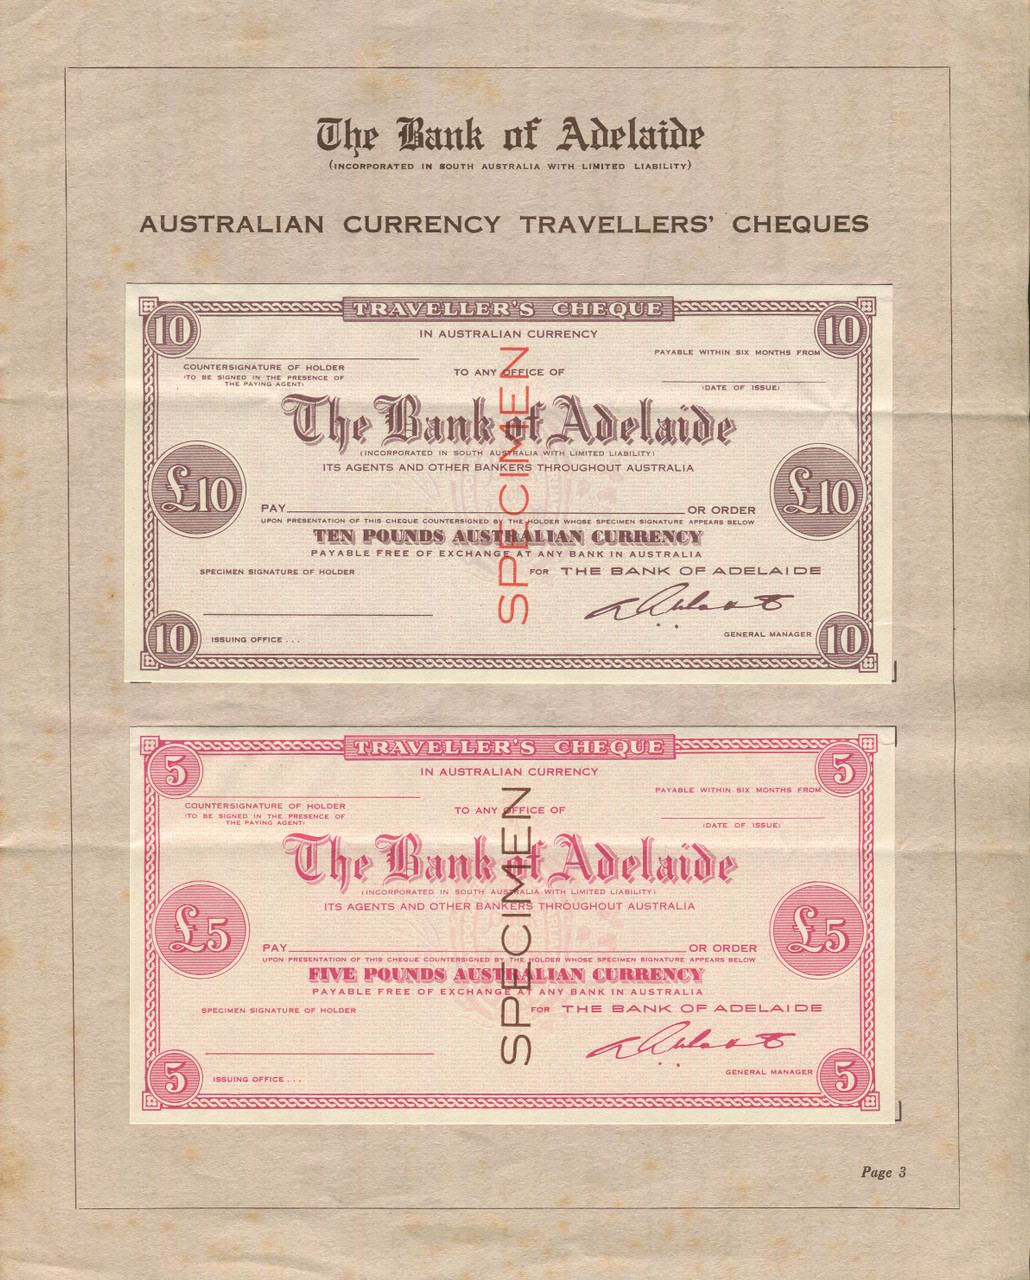 The Bank of Adelaide
(INCORPORATED IN SOUTH AUSTRALIA WITH LIMITED LIABILITY)
AUSTRALIAN CURRENCY TRAVELLERS' CHEQUES
TRAVELLER'S CHEQUE
10
10
IN AUSTRALIAN CURRENCY
PAYABLE WITHIN SIX MONTHS FROM
COUNTERSIGNATURE OF HOLDER
(TO BE SIGNED IN THE PRESENCE OF
THE PAYING AGENT)
TO ANY OFFICE OF
(DATE OF ISSUE)
The Bank of Adelaide
(INCORPORATED IN SOUTH AUSTRALIA WITH LIMITED LIABILITY)
ITS AGENTS AND OTHER BANKERS THROUGHOUT AUSTRALIA
£10
£10
PAY OR ORDER
UPON PRESENTATION OF THIS CHEQUE COUNTERSIGNED BY THE HOLDER WHOSE SPECIMEN SIGNATURE APPEARS BELOW
TEN POUNDS AUSTRALIAN CURRENCY
PAYABLE FREE OF EXCHANGE AT ANY BANK IN AUSTRALIA
SPECIMEN SIGNATURE OF HOLDER
FOR THE BANK OF ADELAIDE
SPECIMEN
10
ISSUING OFFICE . . .
GENERAL MANAGER
10
TRAVELLER'S CHEQUE
5
5
IN AUSTRALIAN CURRENCY
PAYABLE WITHIN SIX MONTHS FROM
COUNTERSIGNATURE OF HOLDER
(TO BE SIGNED IN THE PRESENCE OF
THE PAYING AGENT)
TO ANY OFFICE OF
(DATE OF ISSUE)
The Bank of Adelaide
(INCORPORATED IN SOUTH AUSTRALIA WITH LIMITED LIABILITY)
ITS AGENTS AND OTHER BANKERS THROUGHOUT AUSTRALIA
£5
£5
PAY OR ORDER
UPON PRESENTATION OF THIS CHEQUE COUNTERSIGNED BY THE HOLDER WHOSE SPECIMEN SIGNATURE APPEARS BELOW
FIVE POUNDS AUSTRALIAN CURRENCY
PAYABLE FREE OF EXCHANGE AT ANY BANK IN AUSTRALIA
SPECIMEN SIGNATURE OF HOLDER
FOR THE BANK OF ADELAIDE
SPECIMEN
5
ISSUING OFFICE . . .
GENERAL MANAGER
5
Page 3